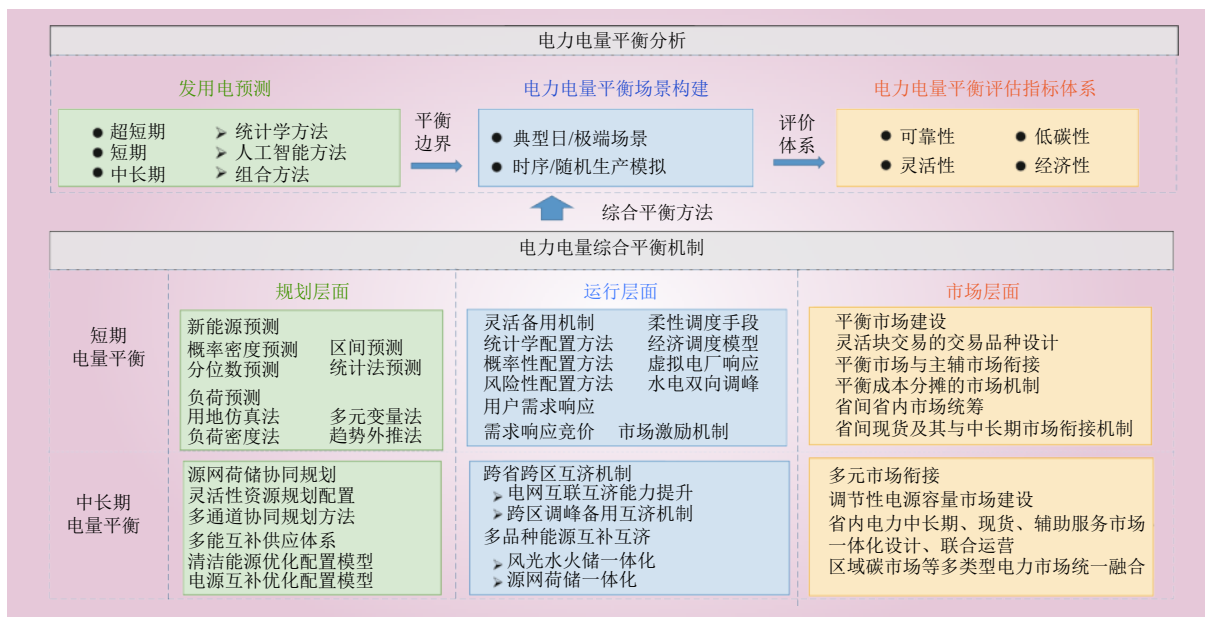 电力电量平衡分析
发用电预测
● 超短期 ➢ 统计学方法
● 短期 ➢ 人工智能方法
● 中长期 ➢ 组合方法
平衡
边界
电力电量平衡场景构建
● 典型日/极端场景
● 时序/随机生产模拟
评价
体系
电力电量平衡评估指标体系
● 可靠性 ● 低碳性
● 灵活性 ● 经济性
综合平衡方法
电力电量综合平衡机制
规划层面
运行层面
市场层面
短期
电量平衡
新能源预测
概率密度预测 区间预测
分位数预测 统计法预测
负荷预测
用地仿真法 多元变量法
负荷密度法 趋势外推法
灵活备用机制 柔性调度手段
统计学配置方法 经济调度模型
概率性配置方法 虚拟电厂响应
风险性配置方法 水电双向调峰
用户需求响应
需求响应竞价 市场激励机制
平衡市场建设
灵活块交易的交易品种设计
平衡市场与主辅市场衔接
平衡成本分摊的市场机制
省间省内市场统筹
省间现货及其与中长期市场衔接机制
中长期
电量平衡
源网荷储协同规划
灵活性资源规划配置
多通道协同规划方法
多能互补供应体系
清洁能源优化配置模型
电源互补优化配置模型
跨省跨区互济机制
➢ 电网互联互济能力提升
➢ 跨区调峰备用互济机制
多品种能源互补互济
➢ 风光水火储一体化
➢ 源网荷储一体化
多元市场衔接
调节性电源容量市场建设
省内电力中长期、现货、辅助服务市场
一体化设计、联合运营
区域碳市场等多类型电力市场统一融合